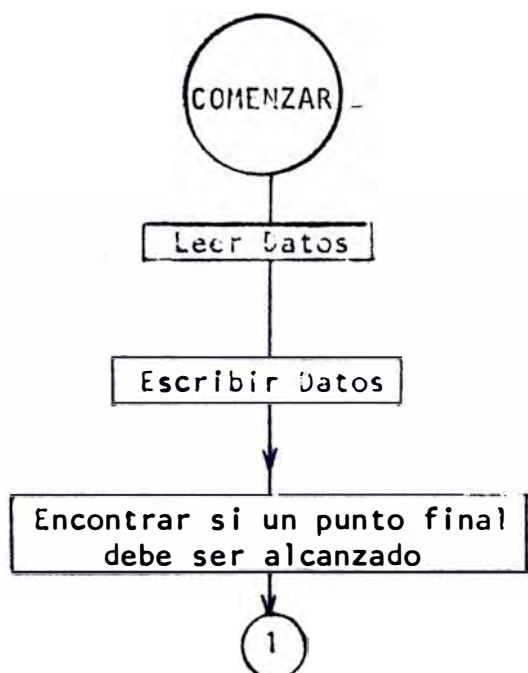 COMENZAR
Leer Datos
Escribir Datos
Encontrar si un punto final
debe ser alcanzado
1